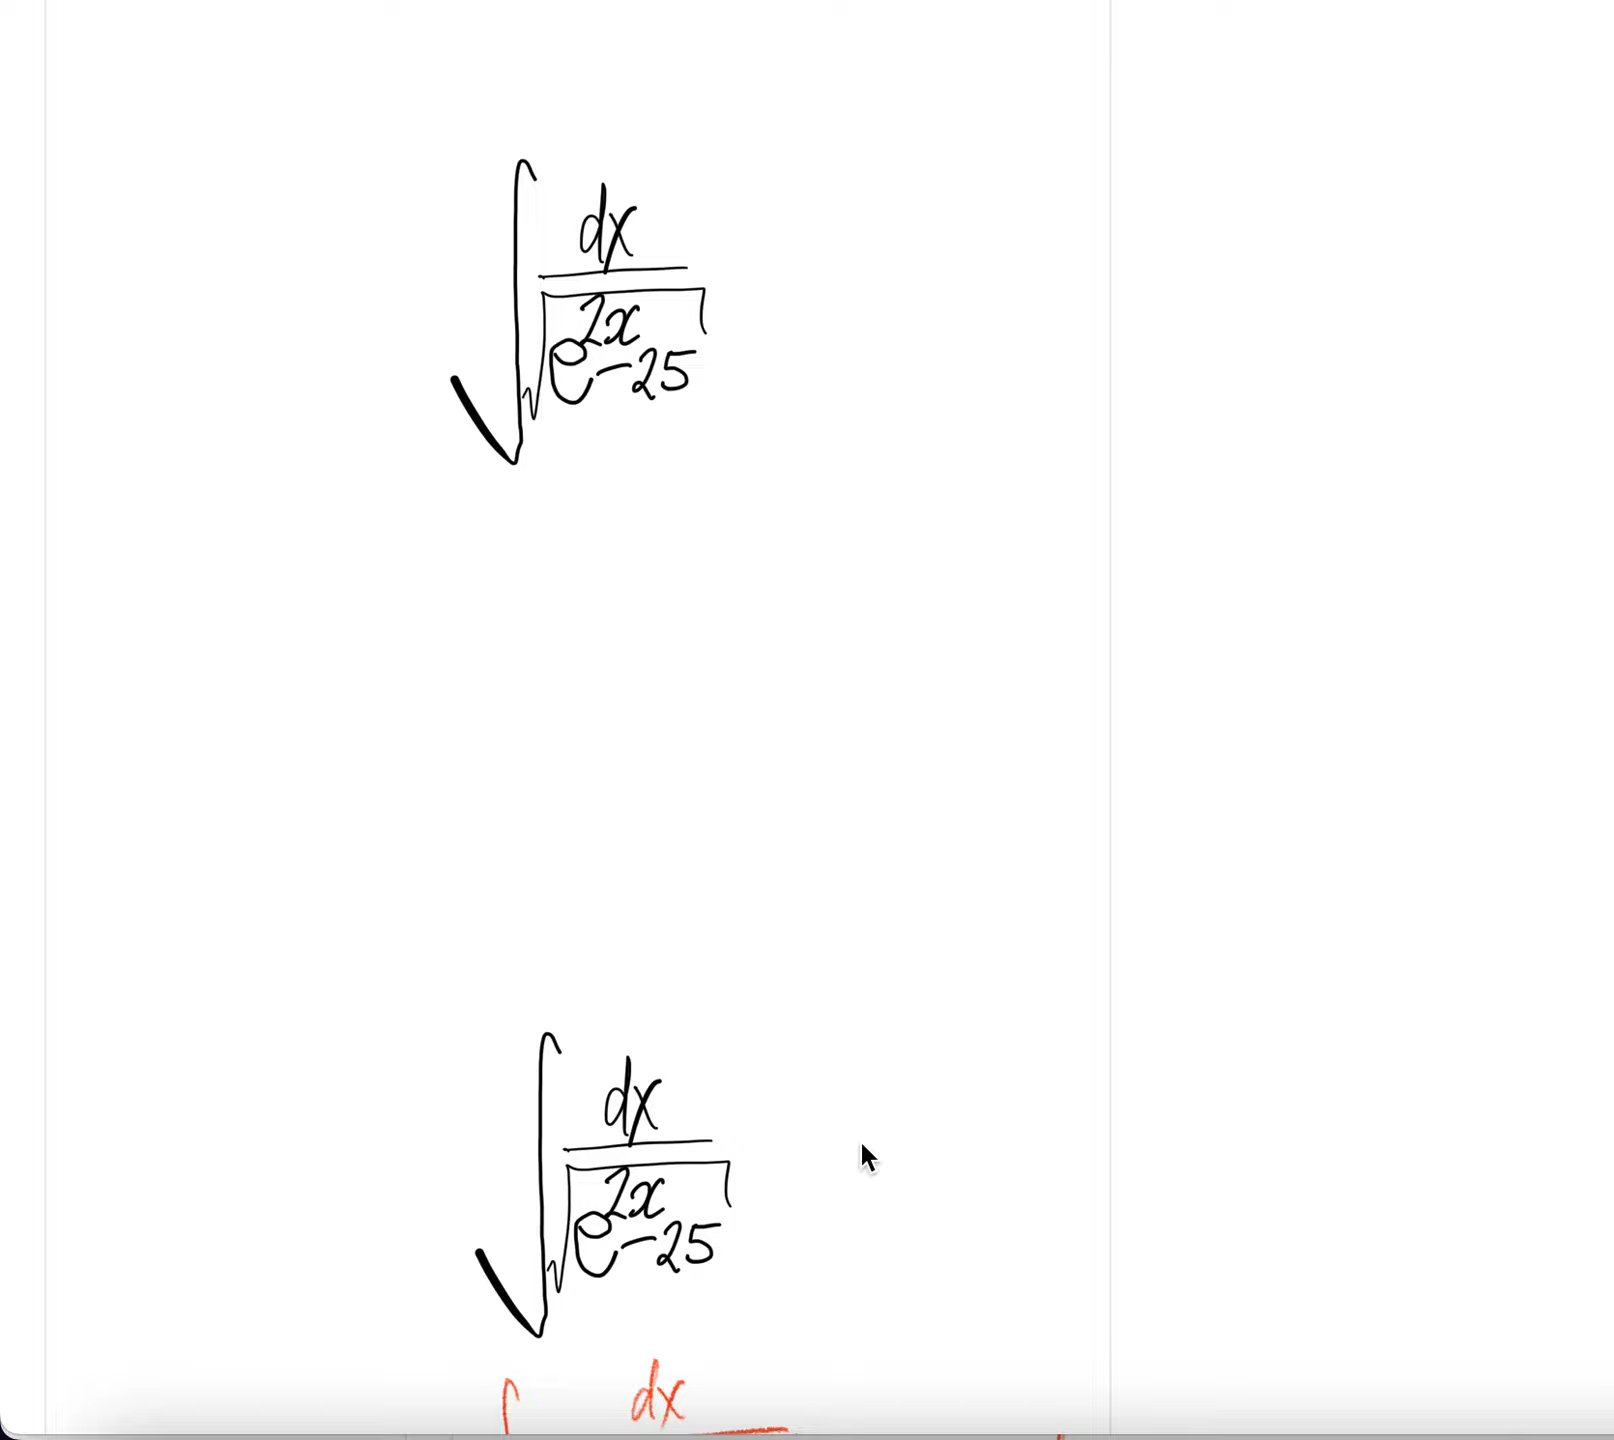 ∫ dx / √(e^2x − 25)
∫ dx / √(e^2x − 25)
∫ dx